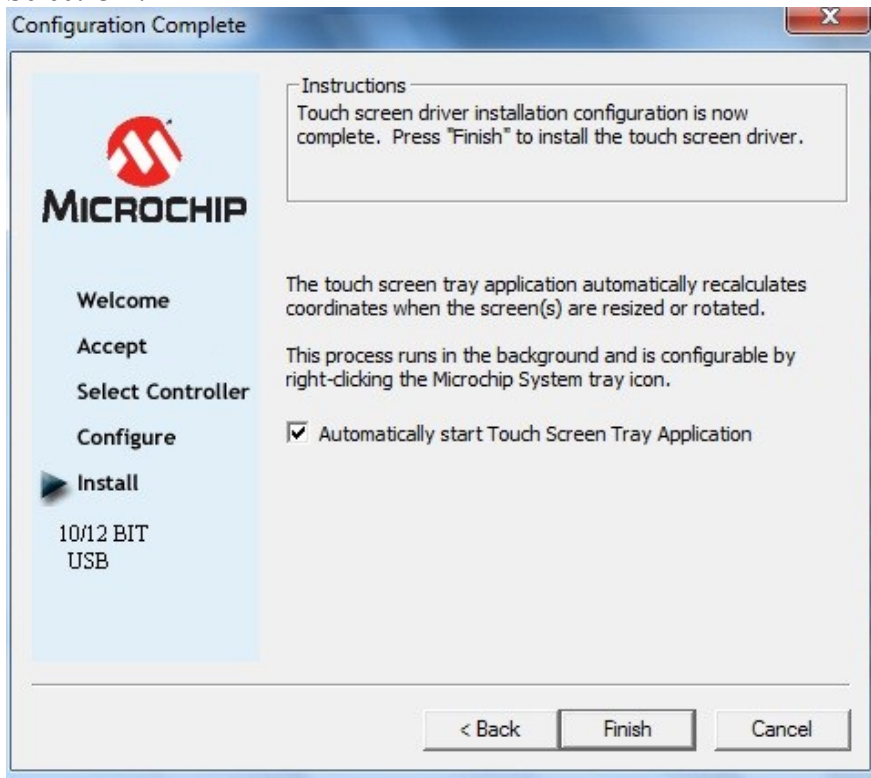 Configuration Complete
Instructions
Touch screen driver installation configuration is now
complete. Press "Finish" to install the touch screen driver.
MICROCHIP
Welcome
Accept
Select Controller
Configure
Install
10/12 BIT
USB
The touch screen tray application automatically recalculates
coordinates when the screen(s) are resized or rotated.
This process runs in the background and is configurable by
right-clicking the Microchip System tray icon.
Automatically start Touch Screen Tray Application
< Back
Finish
Cancel